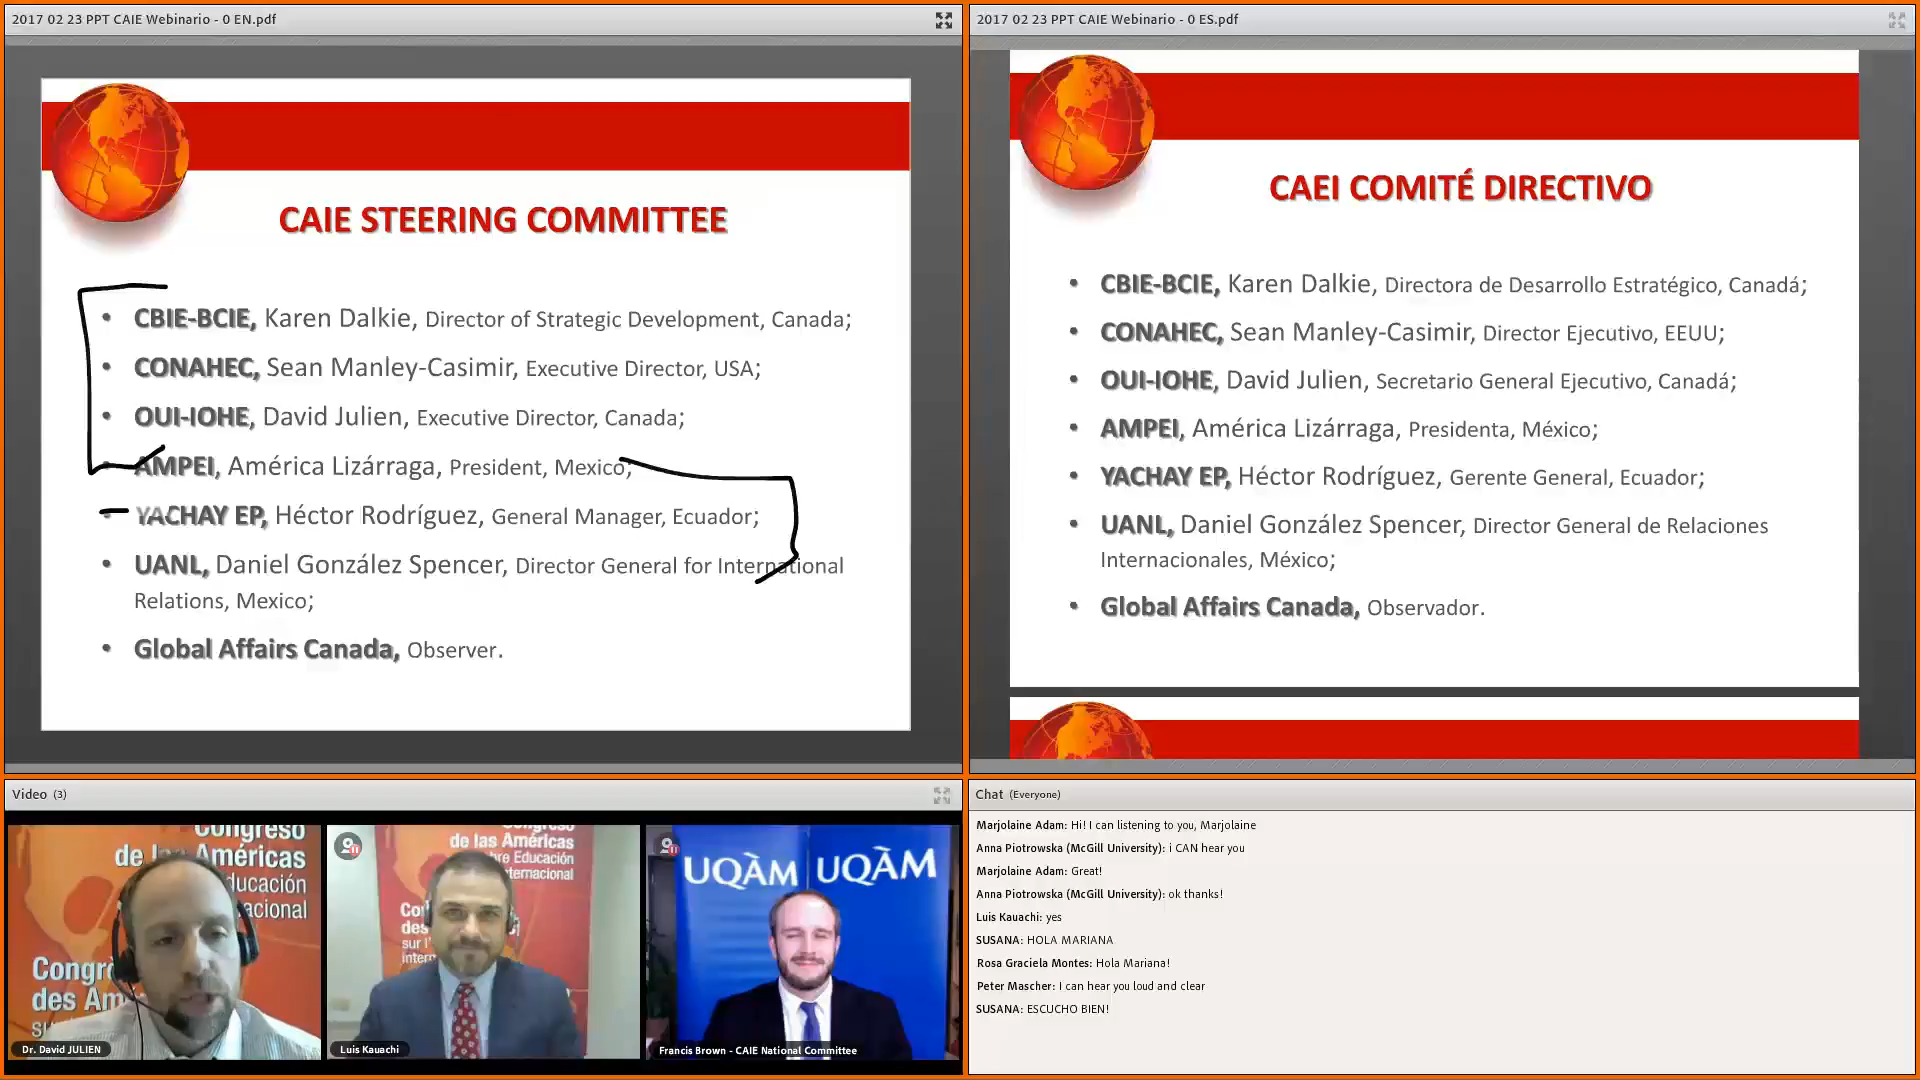 2017 02 23 PPT CAIE Webinario - 0 EN.pdf
CAIE STEERING COMMITTEE
• CBIE-BCIE, Karen Dalkie, Director of Strategic Development, Canada;
• CONAHEC, Sean Manley-Casimir, Executive Director, USA;
• OUI-IOHE, David Julien, Executive Director, Canada;
• AMPEI, América Lizárraga, President, Mexico;
• YACHAY EP, Héctor Rodríguez, General Manager, Ecuador;
• UANL, Daniel González Spencer, Director General for International
Relations, Mexico;
• Global Affairs Canada, Observer.
2017 02 23 PPT CAIE Webinario - 0 ES.pdf
CAEI COMITÉ DIRECTIVO
• CBIE-BCIE, Karen Dalkie, Directora de Desarrollo Estratégico, Canadá;
• CONAHEC, Sean Manley-Casimir, Director Ejecutivo, EEUU;
• OUI-IOHE, David Julien, Secretario General Ejecutivo, Canadá;
• AMPEI, América Lizárraga, Presidenta, México;
• YACHAY EP, Héctor Rodríguez, Gerente General, Ecuador;
• UANL, Daniel González Spencer, Director General de Relaciones
Internacionales, México;
• Global Affairs Canada, Observador.
Video (3)
Congreso
de las Américas
Congrè
des Am
Dr. David JULIEN
de las Américas
Luis Kauachi
UQÀM UQÀM
Francis Brown - CAIE National Committee
Chat (Everyone)
Marjolaine Adam: Hi! I can listening to you, Marjolaine
Anna Piotrowska (McGill University): i CAN hear you
Marjolaine Adam: Great!
Anna Piotrowska (McGill University): ok thanks!
Luis Kauachi: yes
SUSANA: HOLA MARIANA
Rosa Graciela Montes: Hola Mariana!
Peter Mascher: I can hear you loud and clear
SUSANA: ESCUCHO BIEN!